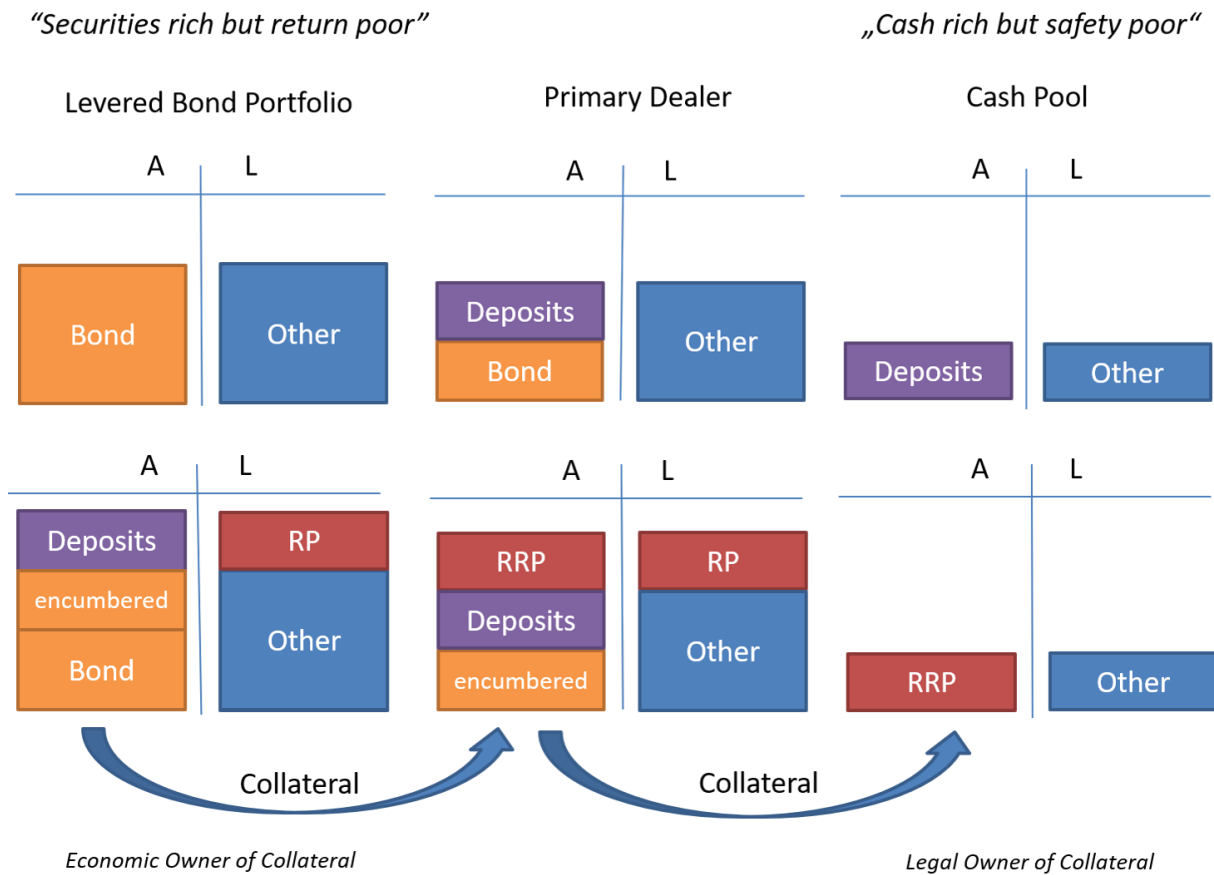 “Securities rich but return poor”
„Cash rich but safety poor“
Levered Bond Portfolio
Primary Dealer
Cash Pool
A L
A L
A L
Bond
Other
Deposits
Bond
Other
Deposits
Other
A L
A L
A L
Deposits
encumbered
Bond
RP
Other
RRP
Deposits
encumbered
RP
Other
RRP
Other
Collateral
Collateral
Economic Owner of Collateral
Legal Owner of Collateral